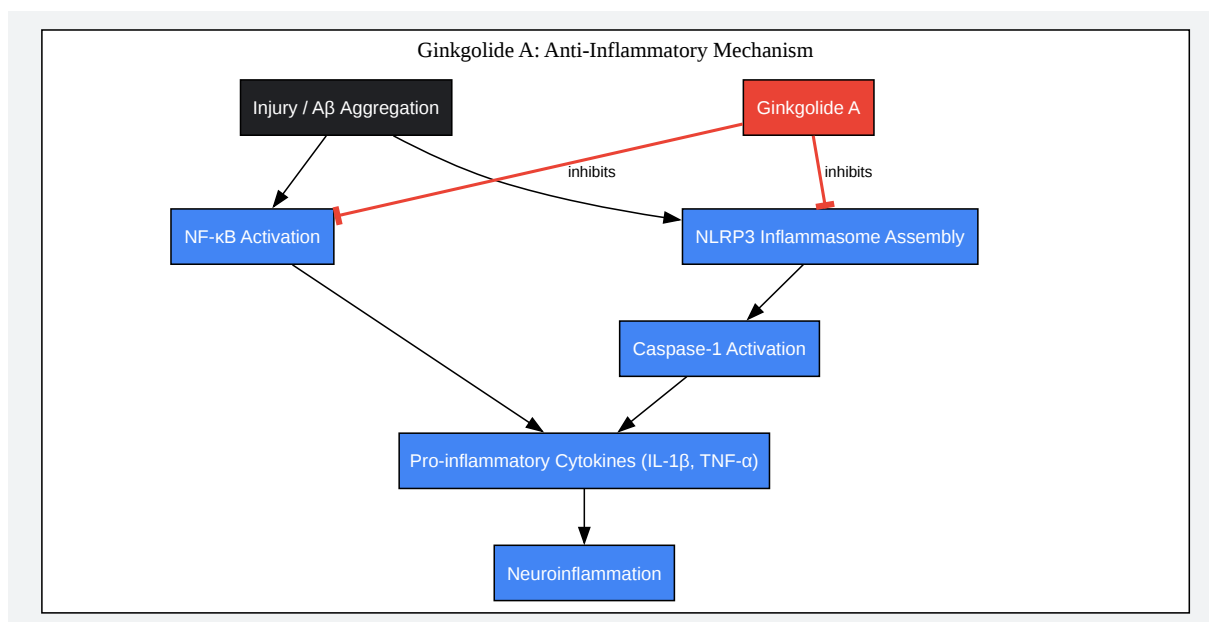 Ginkgolide A: Anti-Inflammatory Mechanism
Injury / Aβ Aggregation
Ginkgolide A
inhibits
inhibits
NF-κB Activation
NLRP3 Inflammasome Assembly
Caspase-1 Activation
Pro-inflammatory Cytokines (IL-1β, TNF-α)
Neuroinflammation